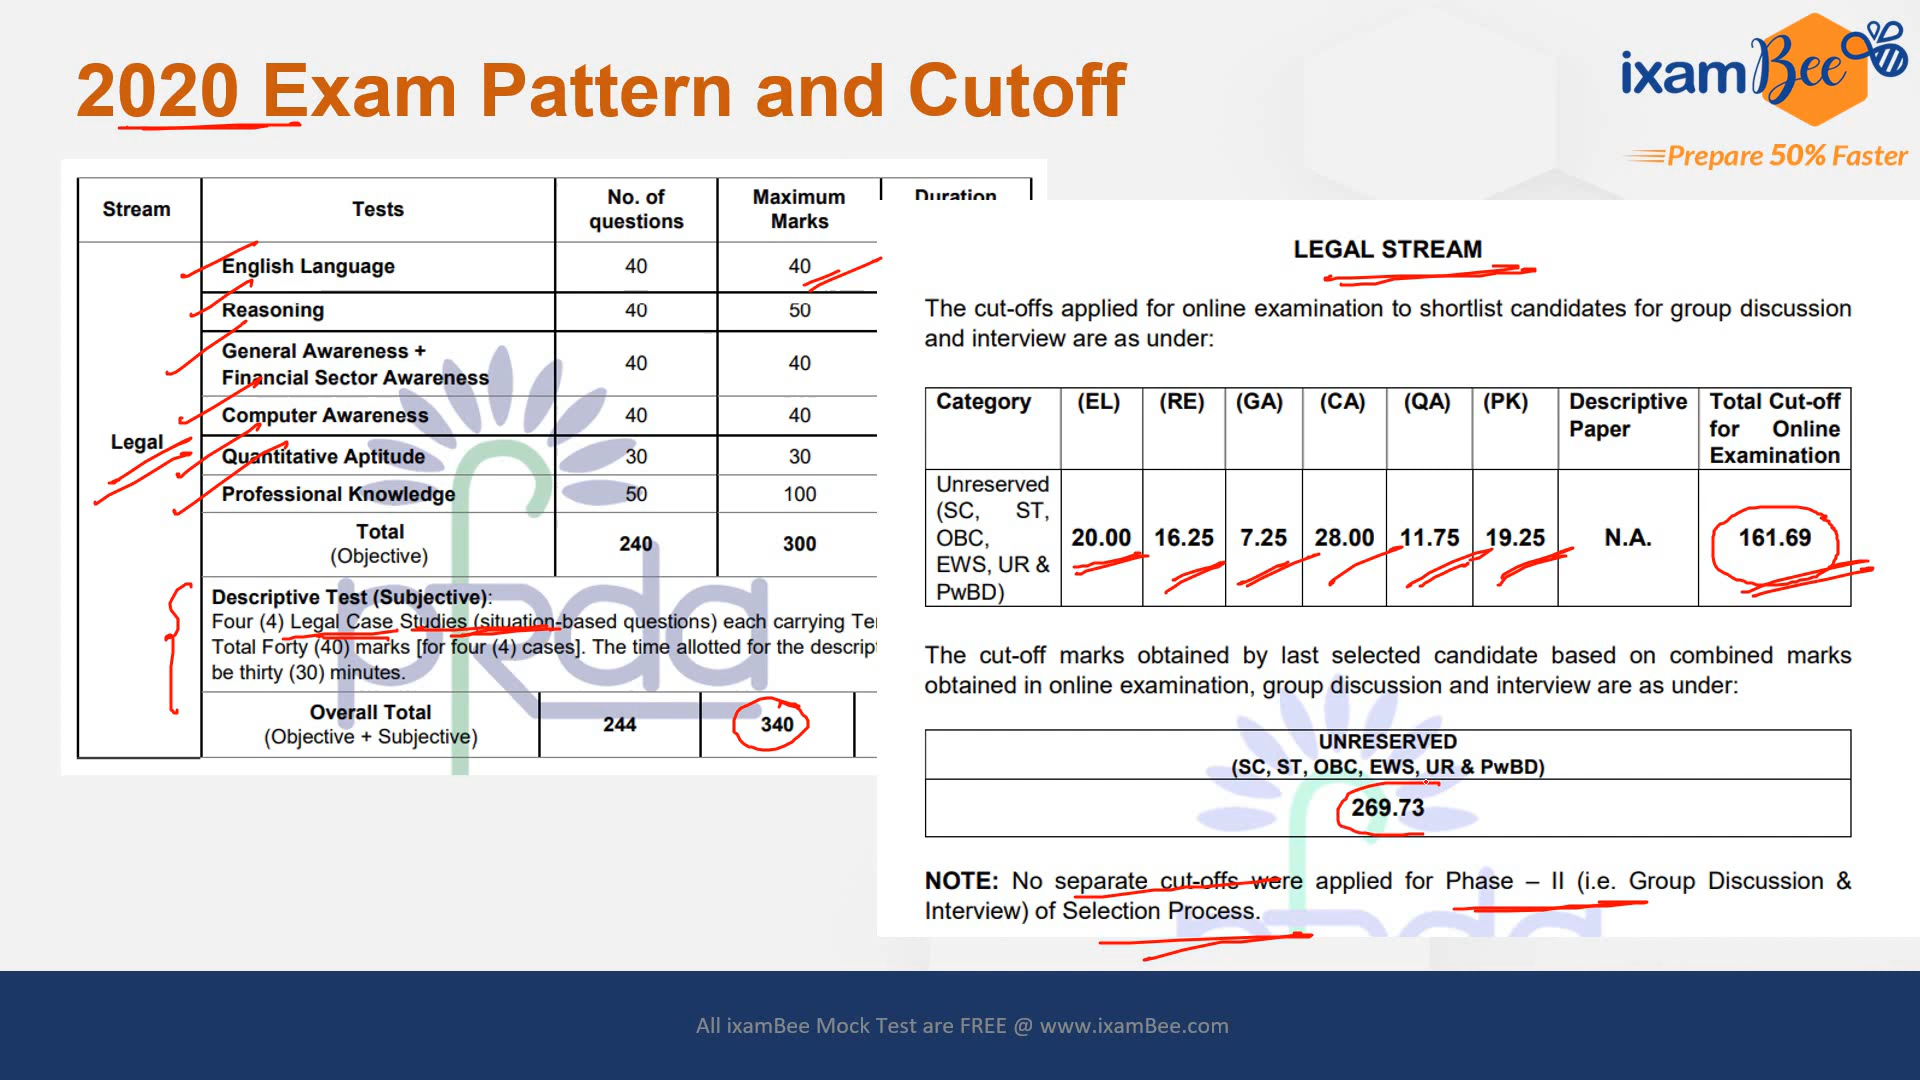 2020 Exam Pattern and Cutoff
ixamBee
Prepare 50% Faster
Stream Tests No. of questions Maximum Marks Duration
Legal
English Language 40 40
Reasoning 40 50
General Awareness +
Financial Sector Awareness 40 40
Computer Awareness 40 40
Quantitative Aptitude 30 30
Professional Knowledge 50 100
Total
(Objective) 240 300
Descriptive Test (Subjective):
Four (4) Legal Case Studies (situation-based questions) each carrying
Total Forty (40) marks [for four (4) cases]. The time allotted for the
be thirty (30) minutes.
Overall Total
(Objective + Subjective) 244 340
LEGAL STREAM
The cut-offs applied for online examination to shortlist candidates for group discussion
and interview are as under:
Category (EL) (RE) (GA) (CA) (QA) (PK) Descriptive Paper Total Cut-off for Online Examination
Unreserved
(SC, ST,
OBC,
EWS, UR &
PwBD)
20.00 16.25 7.25 28.00 11.75 19.25 N.A. 161.69
The cut-off marks obtained by last selected candidate based on combined marks
obtained in online examination, group discussion and interview are as under:
UNRESERVED
(SC, ST, OBC, EWS, UR & PwBD)
269.73
NOTE: No separate cut-offs were applied for Phase – II (i.e. Group Discussion &
Interview) of Selection Process.
All ixamBee Mock Test are FREE @ www.ixamBee.com